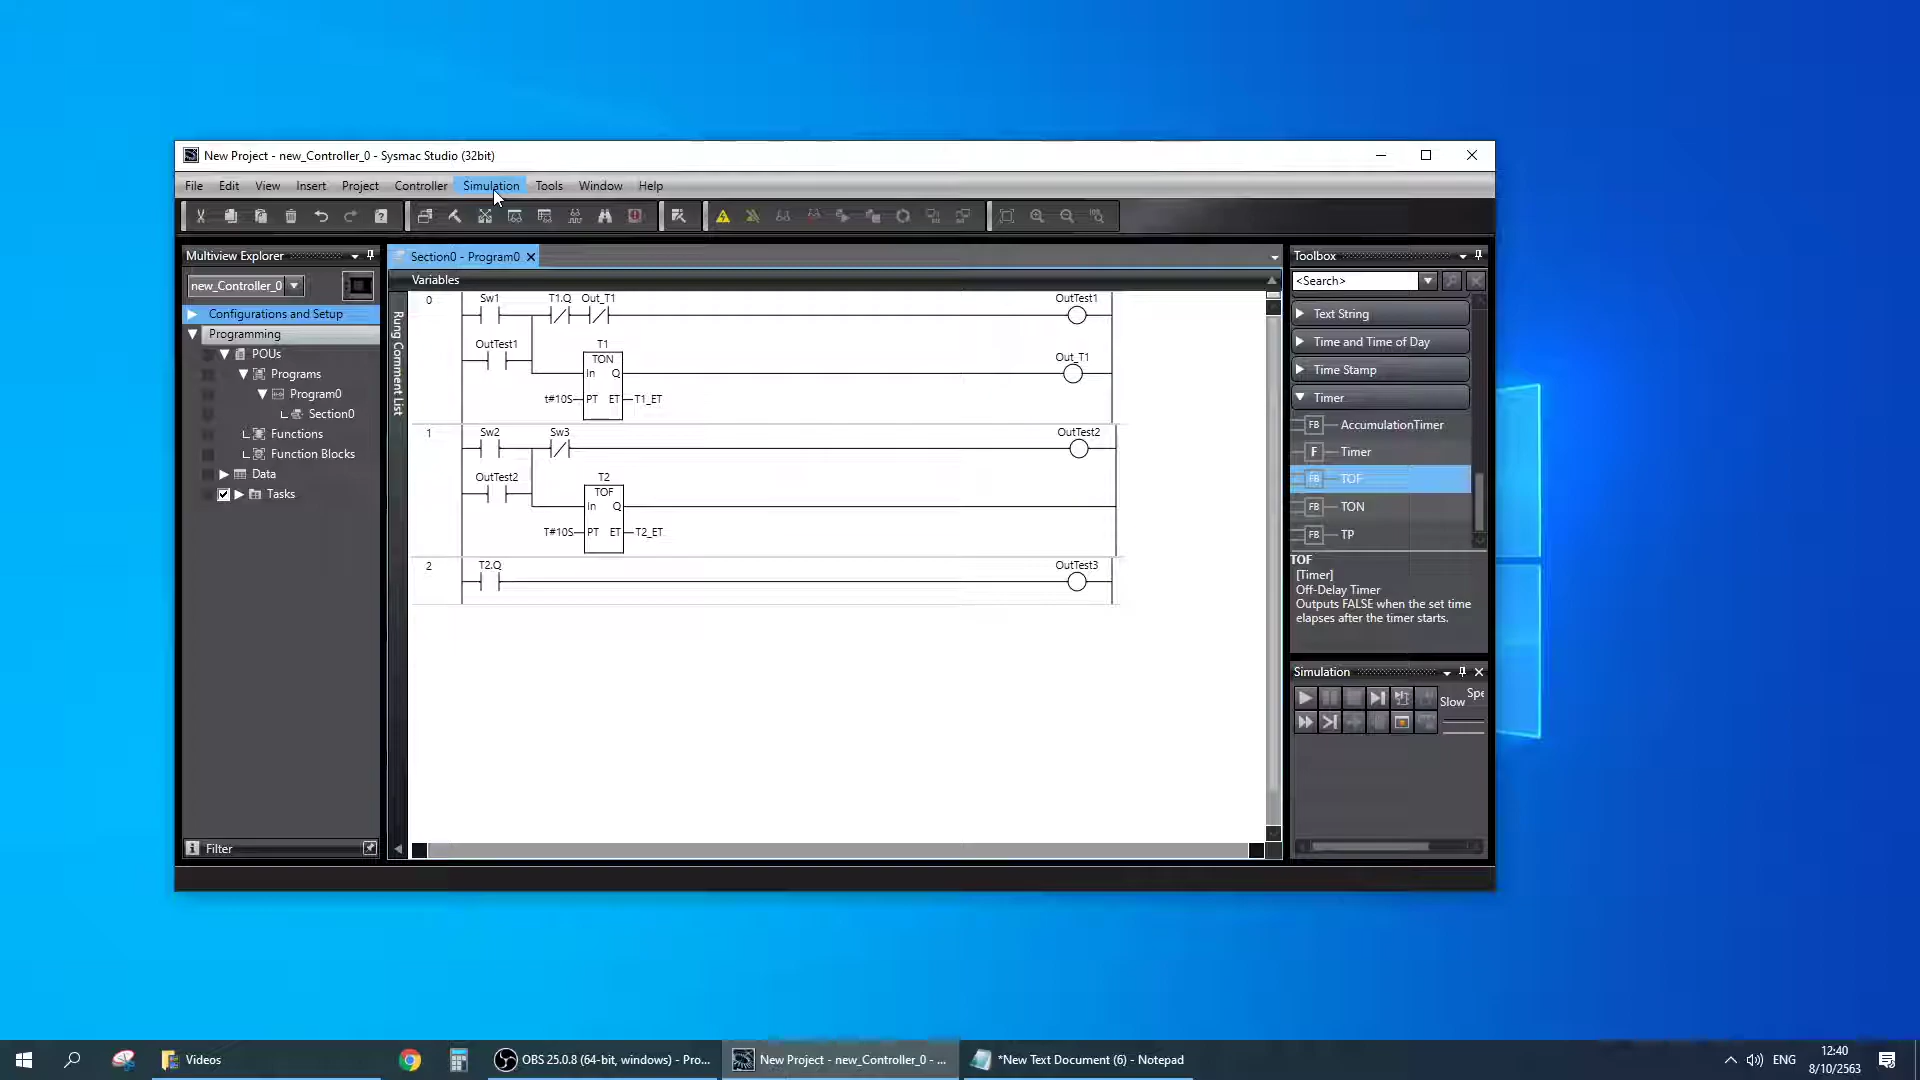 New Project - new_Controller_0 - Sysmac Studio (32bit)
File Edit View Insert Project Controller Simulation Tools Window Help
Multiview Explorer
new_Controller_0
Configurations and Setup
Programming
POUs
Programs
Program0
Section0
Functions
Function Blocks
Data
Tasks
Filter
Section0 - Program0
Variables
Rung Comment List
0
Sw1 T1.Q Out_T1 OutTest1
OutTest1 T1 Out_T1
TON
In Q
t#10S PT ET T1_ET
1
Sw2 Sw3 OutTest2
OutTest2 T2
TOF
In Q
T#10S PT ET T2_ET
2
T2.Q OutTest3
Toolbox
<Search>
Text String
Time and Time of Day
Time Stamp
Timer
FB AccumulationTimer
F Timer
FB TOF
FB TON
FB TP
TOF
[Timer]
Off-Delay Timer
Outputs FALSE when the set time
elapses after the timer starts.
Simulation
Slow Spe
Videos
OBS 25.0.8 (64-bit, windows) - Pro...
New Project - new_Controller_0 - ...
*New Text Document (6) - Notepad
ENG
12:40
8/10/2563